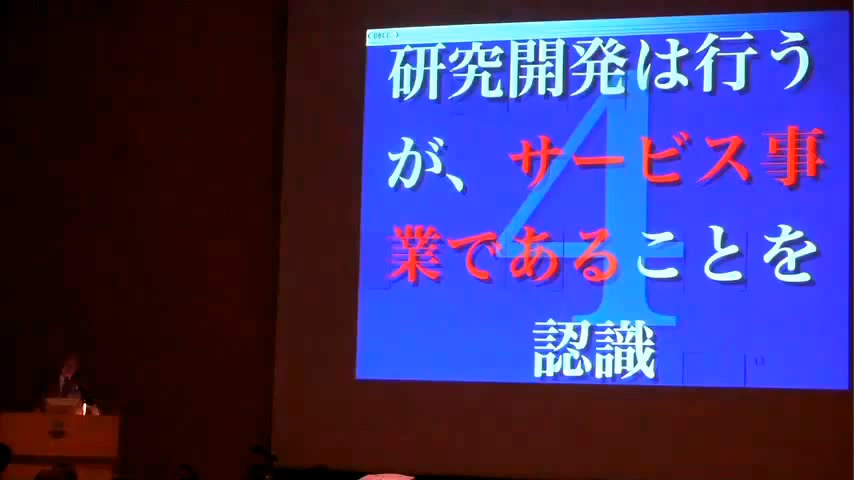 研究開発は行う
が、サービス事
業であることを
認識
4